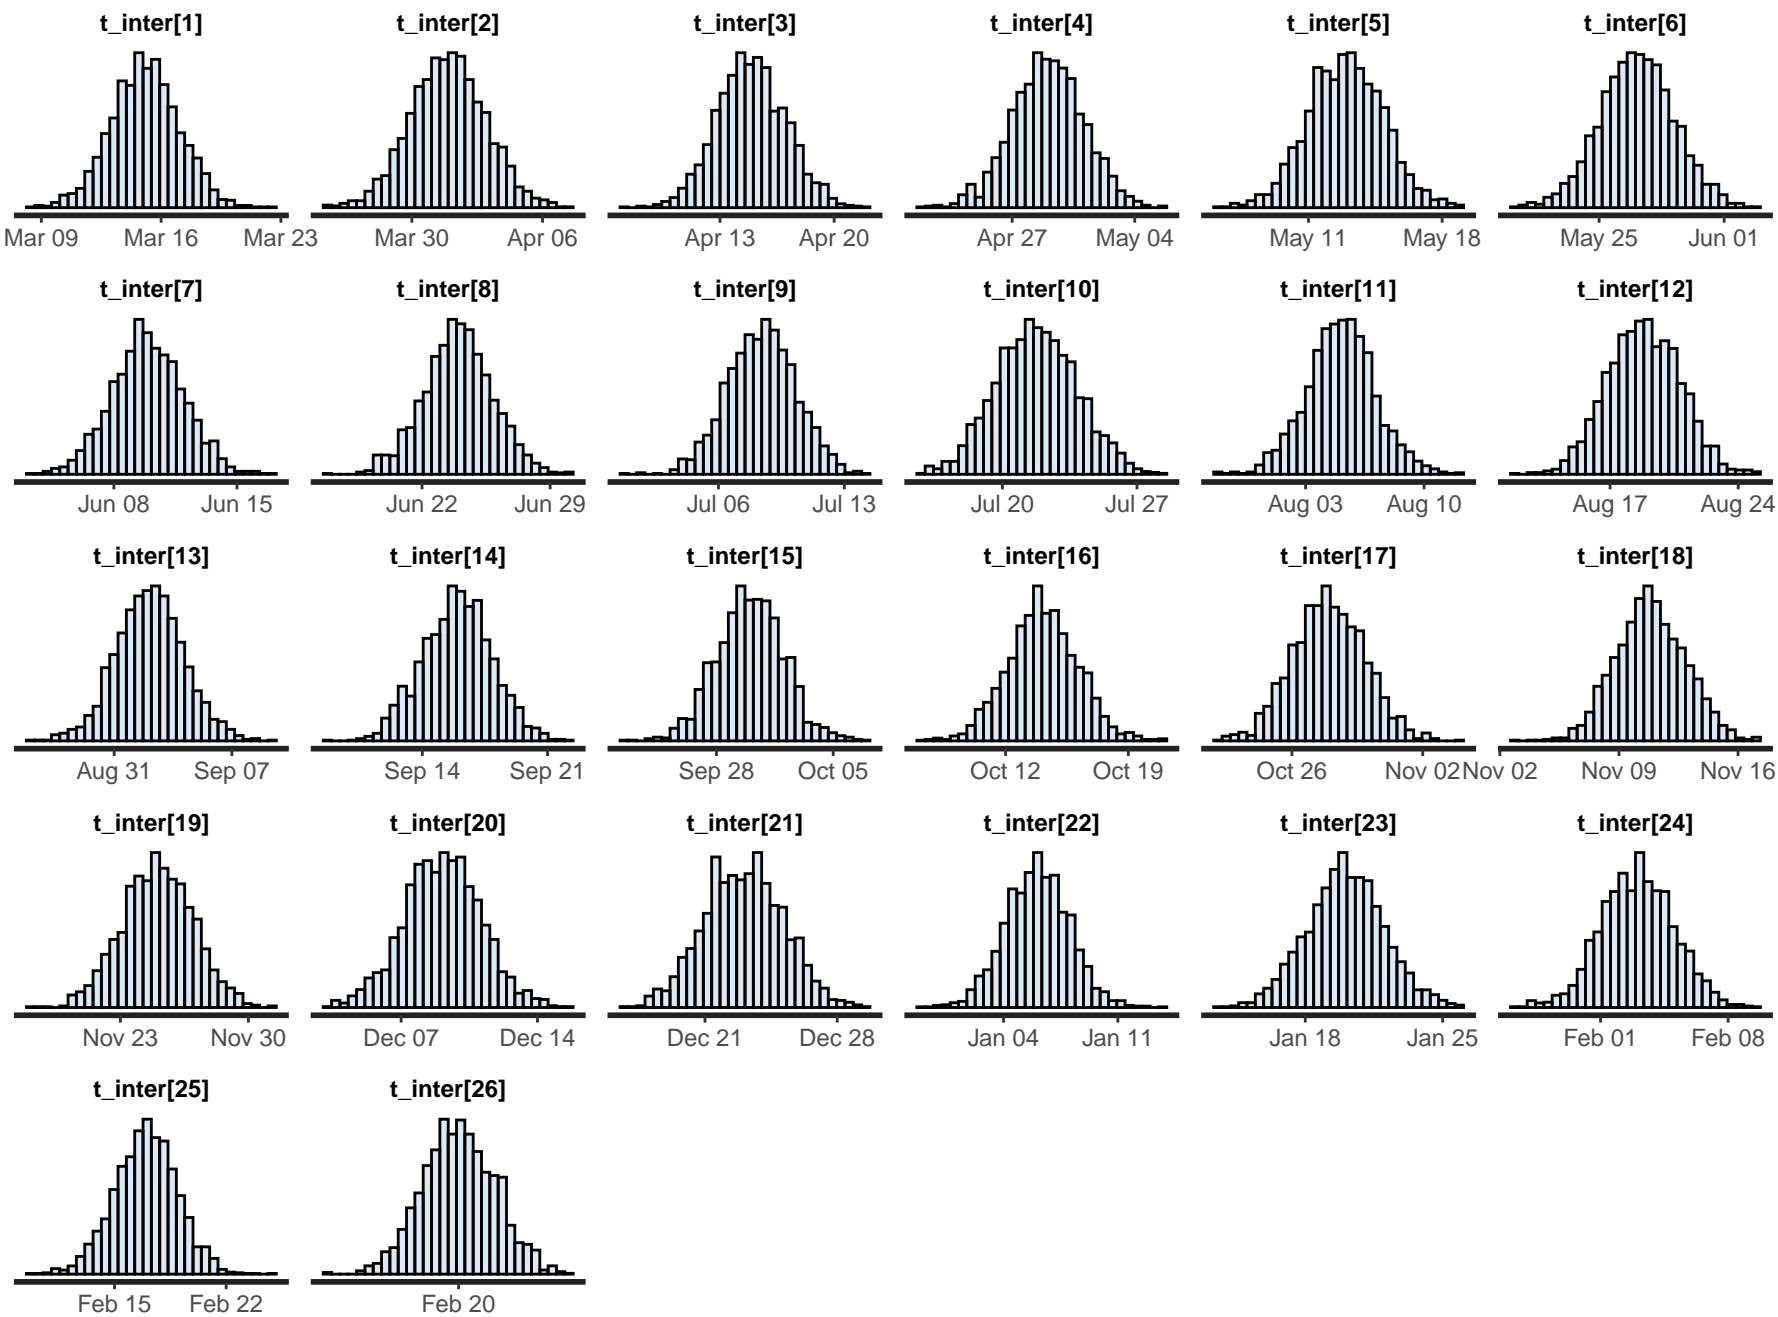 t_inter[1] t_inter[2] t_inter[3] t_inter[4] t_inter[5] t_inter[6]
Mar 09 Mar 16 Mar 23 Mar 30 Apr 06 Apr 13 Apr 20 Apr 27 May 04 May 11 May 18 May 25 Jun 01
t_inter[7] t_inter[8] t_inter[9] t_inter[10] t_inter[11] t_inter[12]
Jun 08 Jun 15 Jun 22 Jun 29 Jul 06 Jul 13 Jul 20 Jul 27 Aug 03 Aug 10 Aug 17 Aug 24
t_inter[13] t_inter[14] t_inter[15] t_inter[16] t_inter[17] t_inter[18]
Aug 31 Sep 07 Sep 14 Sep 21 Sep 28 Oct 05 Oct 12 Oct 19 Oct 26 Nov 02 Nov 02 Nov 09 Nov 16
t_inter[19] t_inter[20] t_inter[21] t_inter[22] t_inter[23] t_inter[24]
Nov 23 Nov 30 Dec 07 Dec 14 Dec 21 Dec 28 Jan 04 Jan 11 Jan 18 Jan 25 Feb 01 Feb 08
t_inter[25] t_inter[26]
Feb 15 Feb 22 Feb 20